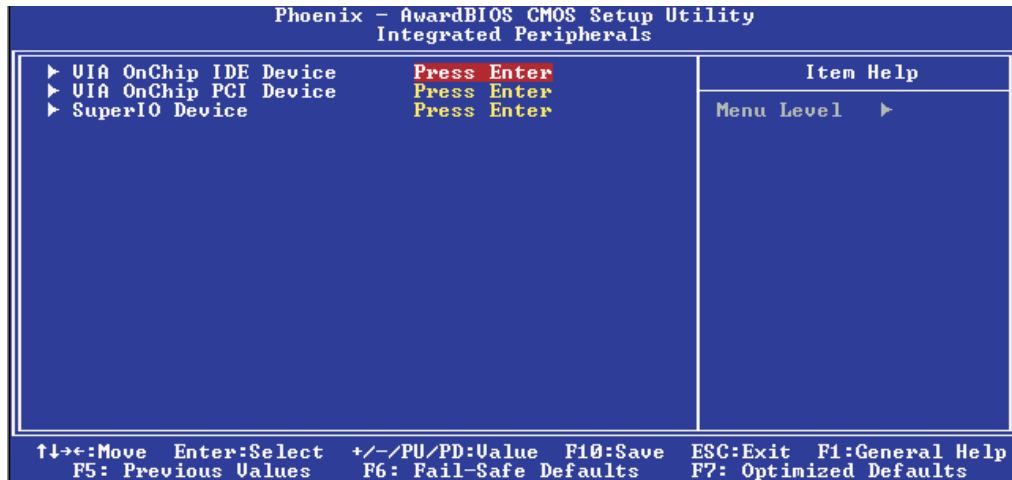 Phoenix - AwardBIOS CMOS Setup Utility
Integrated Peripherals
▶ VIA OnChip IDE Device Press Enter
▶ VIA OnChip PCI Device Press Enter
▶ SuperIO Device Press Enter
Item Help
Menu Level ▶
↑↓→←:Move Enter:Select +/-/PU/PD:Value F10:Save ESC:Exit F1:General Help
F5: Previous Values F6: Fail-Safe Defaults F7: Optimized Defaults